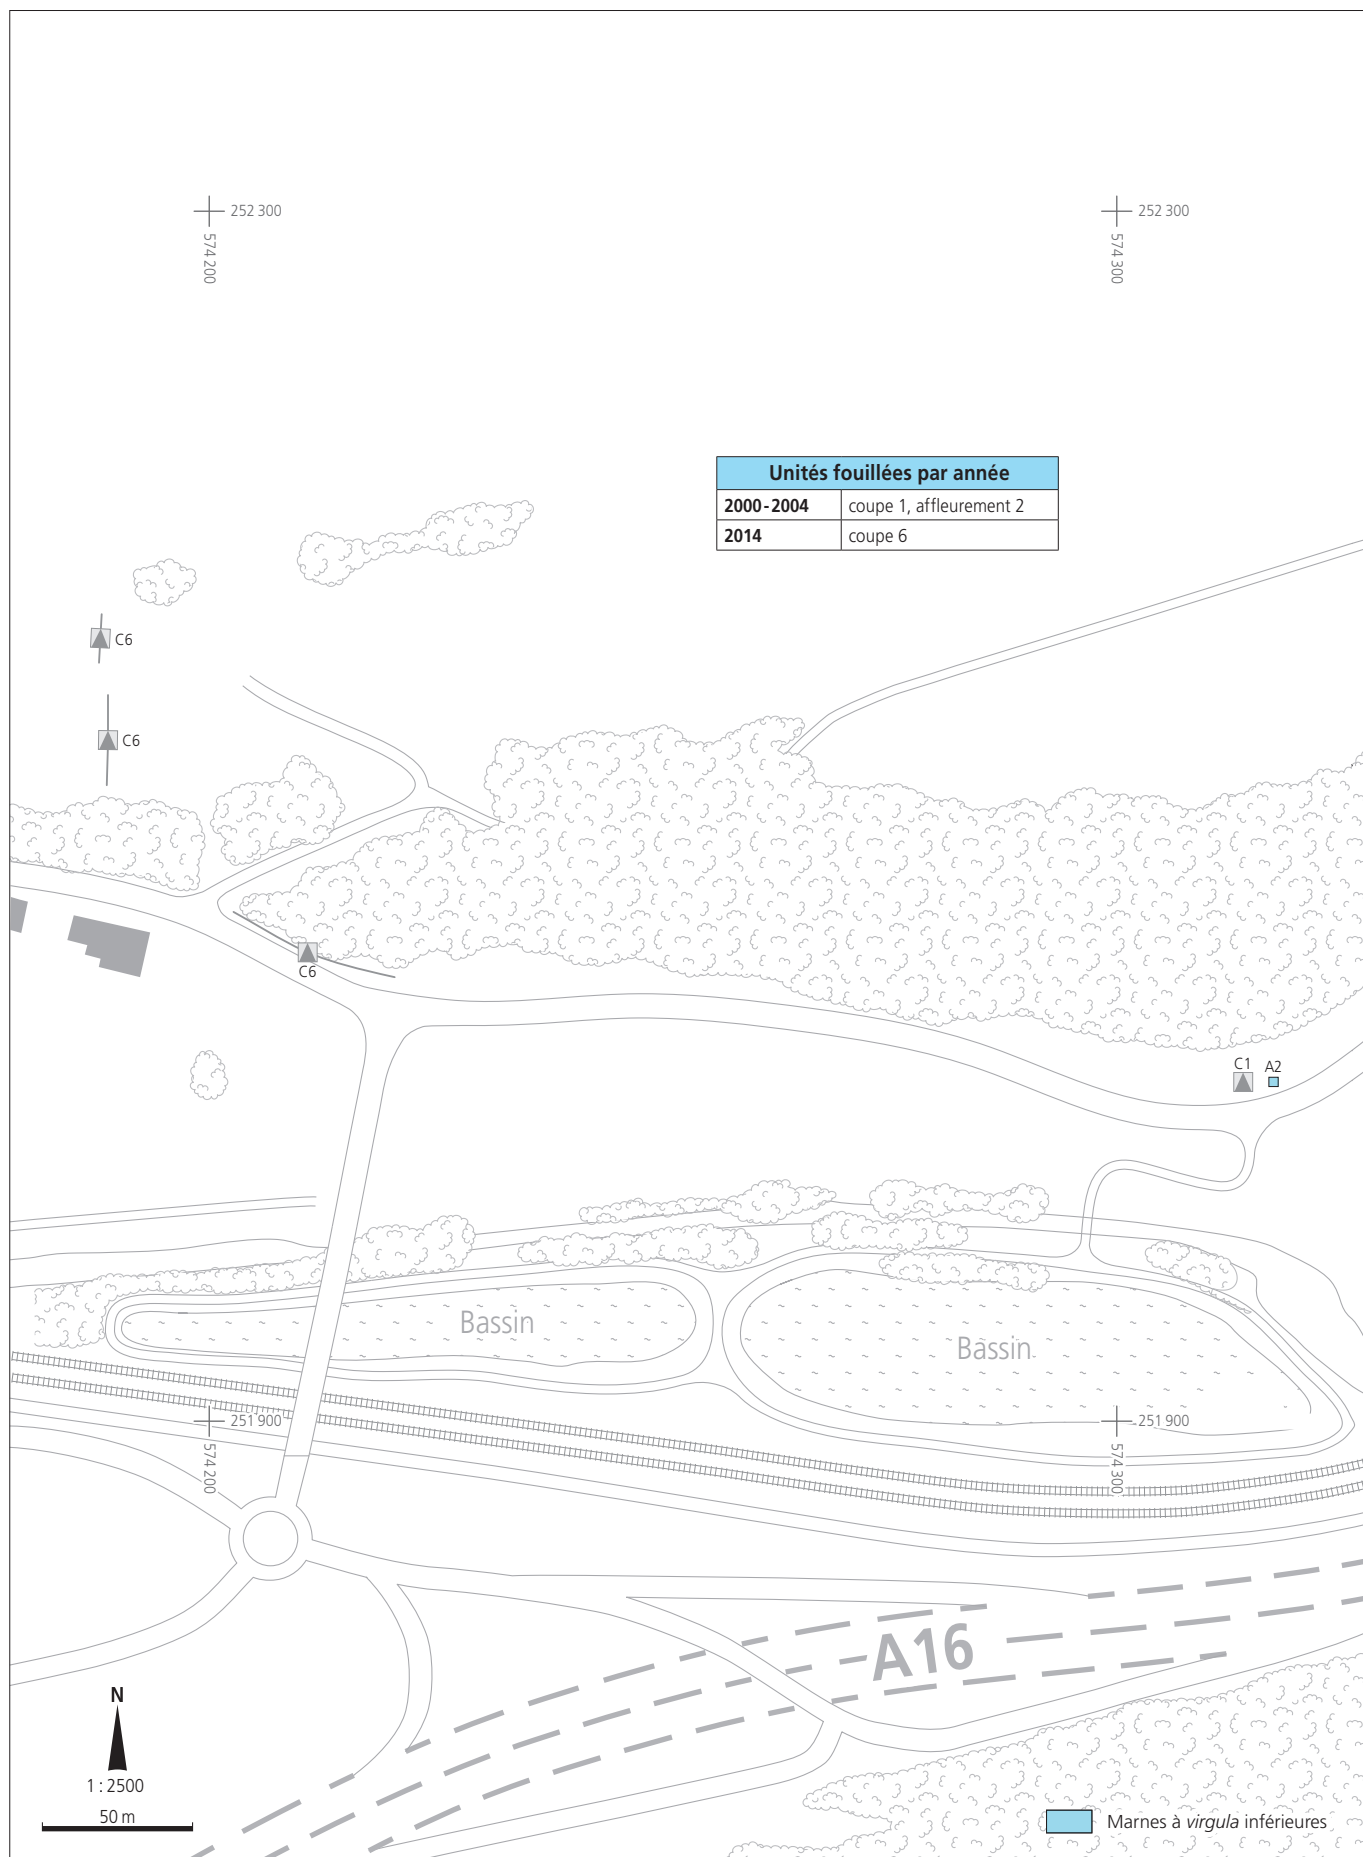 252 300
252 300
574 200
574 300
Unités fouillées par année
2000-2004 coupe 1, affleurement 2
2014 coupe 6
C6
C6
C6
C1 A2
Bassin
Bassin
251 900
251 900
574 200
574 300
A16
N
1 : 2500
50 m
Marnes à virgula inférieures